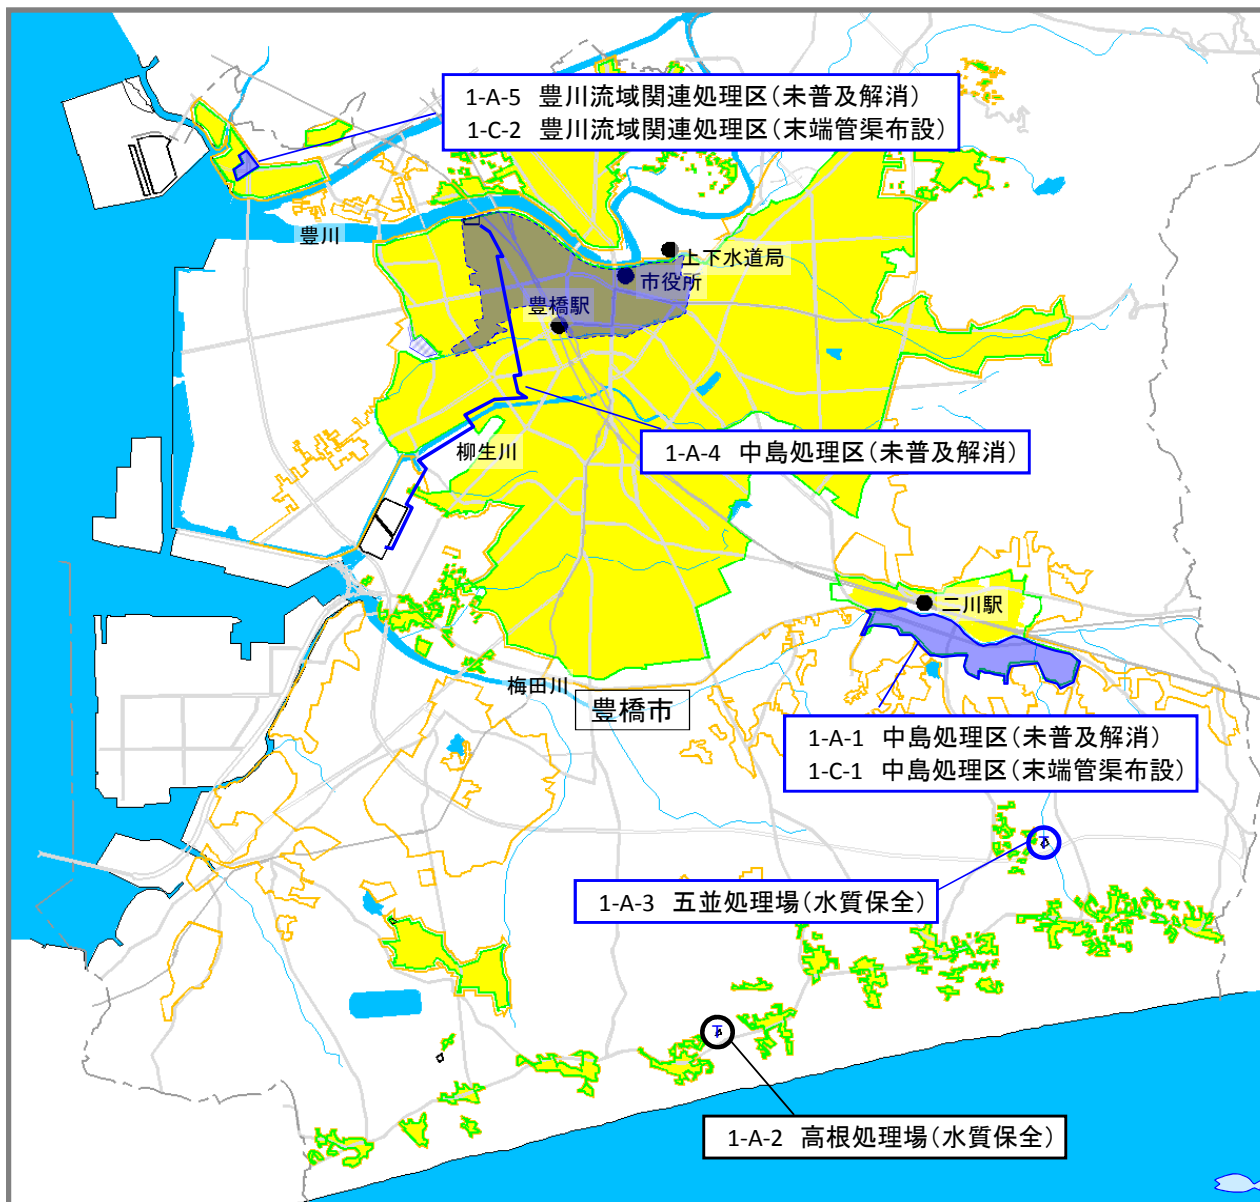 1-A-5 豊川流域関連処理区(未普及解消)
1-C-2 豊川流域関連処理区(末端管渠布設)
豊川
上下水道局
市役所
豊橋駅
1-A-4 中島処理区(未普及解消)
柳生川
二川駅
梅田川
豊橋市
1-A-1 中島処理区(未普及解消)
1-C-1 中島処理区(末端管渠布設)
1-A-3 五並処理場(水質保全)
1-A-2 高根処理場(水質保全)